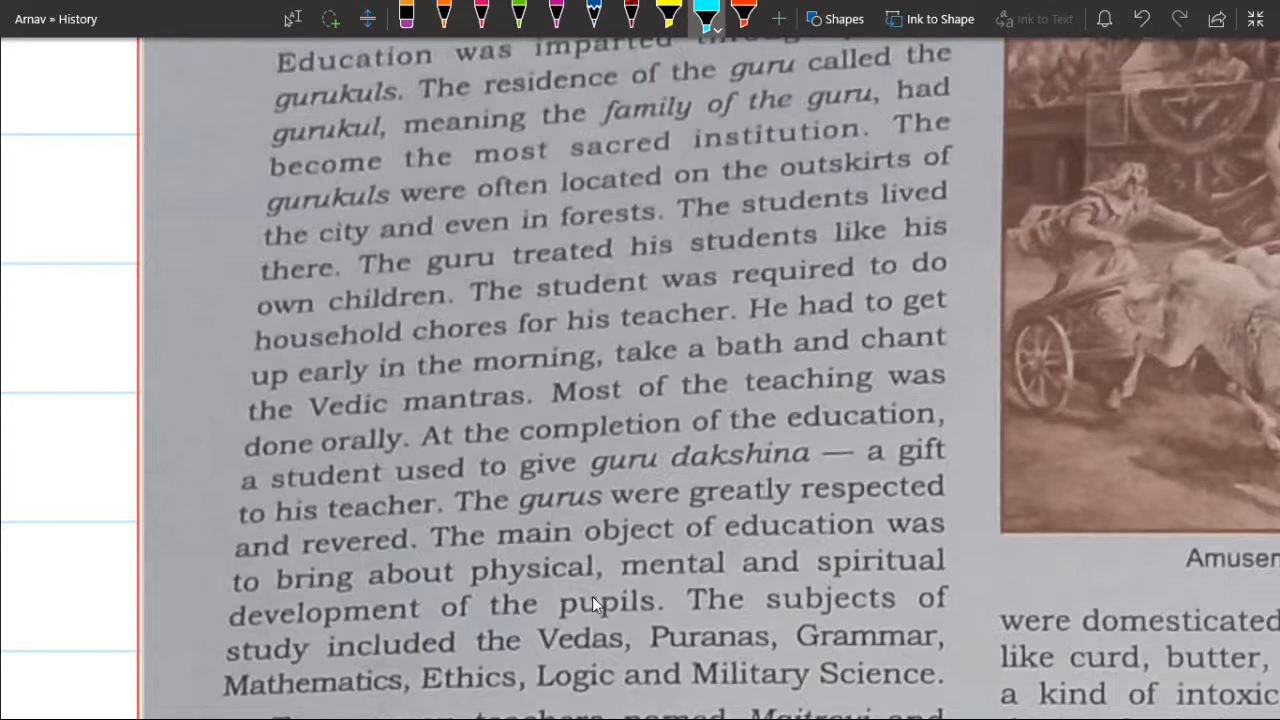 Arnav » History
Shapes
Ink to Shape
Ink to Text
Education was imparted through
gurukuls. The residence of the guru called the
gurukul, meaning the family of the guru, had
become the most sacred institution. The
gurukuls were often located on the outskirts of
the city and even in forests. The students lived
there. The guru treated his students like his
own children. The student was required to do
household chores for his teacher. He had to get
up early in the morning, take a bath and chant
the Vedic mantras. Most of the teaching was
done orally. At the completion of the education,
a student used to give guru dakshina — a gift
to his teacher. The gurus were greatly respected
and revered. The main object of education was
to bring about physical, mental and spiritual
development of the pupils. The subjects of
study included the Vedas, Puranas, Grammar,
Mathematics, Ethics, Logic and Military Science.
teachers named Maitreyi and
Amusen
were domesticated
like curd, butter,
a kind of intoxic